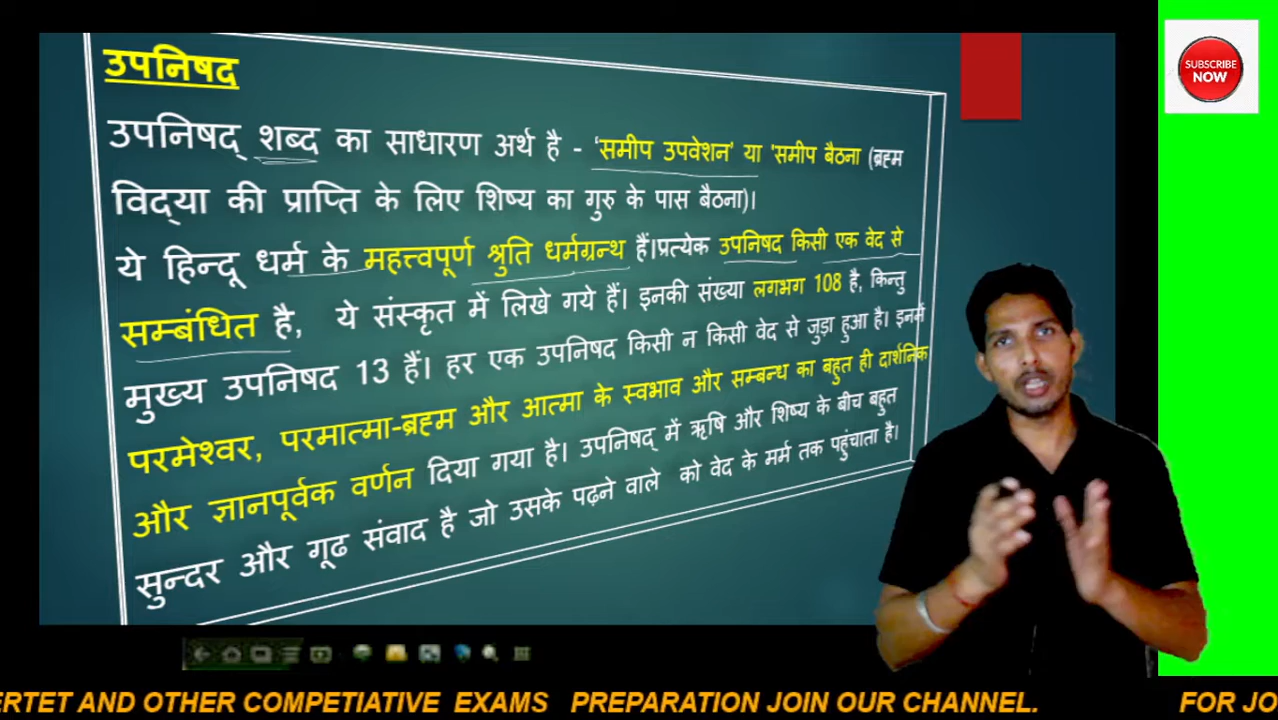 उपनिषद
उपनिषद् शब्द का साधारण अर्थ है - 'समीप उपवेशन' या 'समीप बैठना (ब्रह्म
विद्‌या की प्राप्ति के लिए शिष्य का गुरु के पास बैठना)।
ये हिन्दू धर्म के महत्त्वपूर्ण श्रुति धर्मग्रन्थ हैं।प्रत्येक उपनिषद किसी एक वेद से
सम्बंधित है, ये संस्कृत में लिखे गये हैं। इनकी संख्या लगभग 108 है, किन्तु
मुख्य उपनिषद 13 हैं। हर एक उपनिषद किसी न किसी वेद से जुड़ा हुआ है। इनमें
परमेश्वर, परमात्मा-ब्रह्म और आत्मा के स्वभाव और सम्बन्ध का बहुत ही दार्शनिक
और ज्ञानपूर्वक वर्णन दिया गया है। उपनिषद् में ऋषि और शिष्य के बीच बहुत
सुन्दर और गूढ संवाद है जो उसके पढ़ने वाले को वेद के मर्म तक पहुंचाता है।
SUBSCRIBE
NOW
ERTET AND OTHER COMPETIATIVE EXAMS PREPARATION JOIN OUR CHANNEL. FOR JO